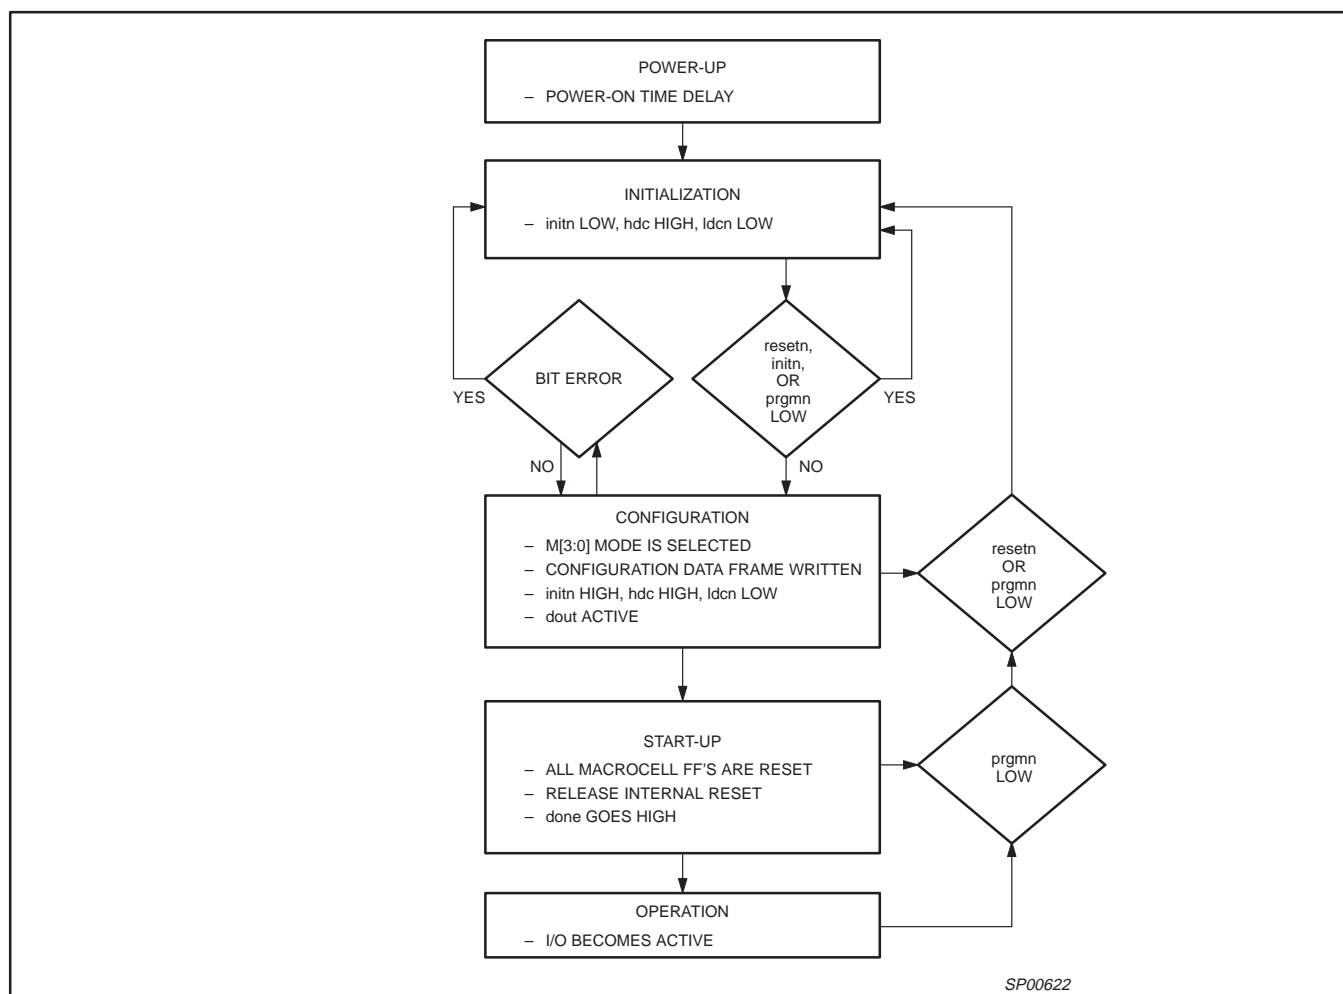 POWER-UP
– POWER-ON TIME DELAY
INITIALIZATION
– initn LOW, hdc HIGH, ldcn LOW
BIT ERROR
YES
NO
resetn,
initn,
OR
prgmn
LOW
YES
NO
CONFIGURATION
– M[3:0] MODE IS SELECTED
– CONFIGURATION DATA FRAME WRITTEN
– initn HIGH, hdc HIGH, ldcn LOW
– dout ACTIVE
resetn
OR
prgmn
LOW
START-UP
– ALL MACROCELL FF'S ARE RESET
– RELEASE INTERNAL RESET
– done GOES HIGH
prgmn
LOW
OPERATION
– I/O BECOMES ACTIVE
SP00622